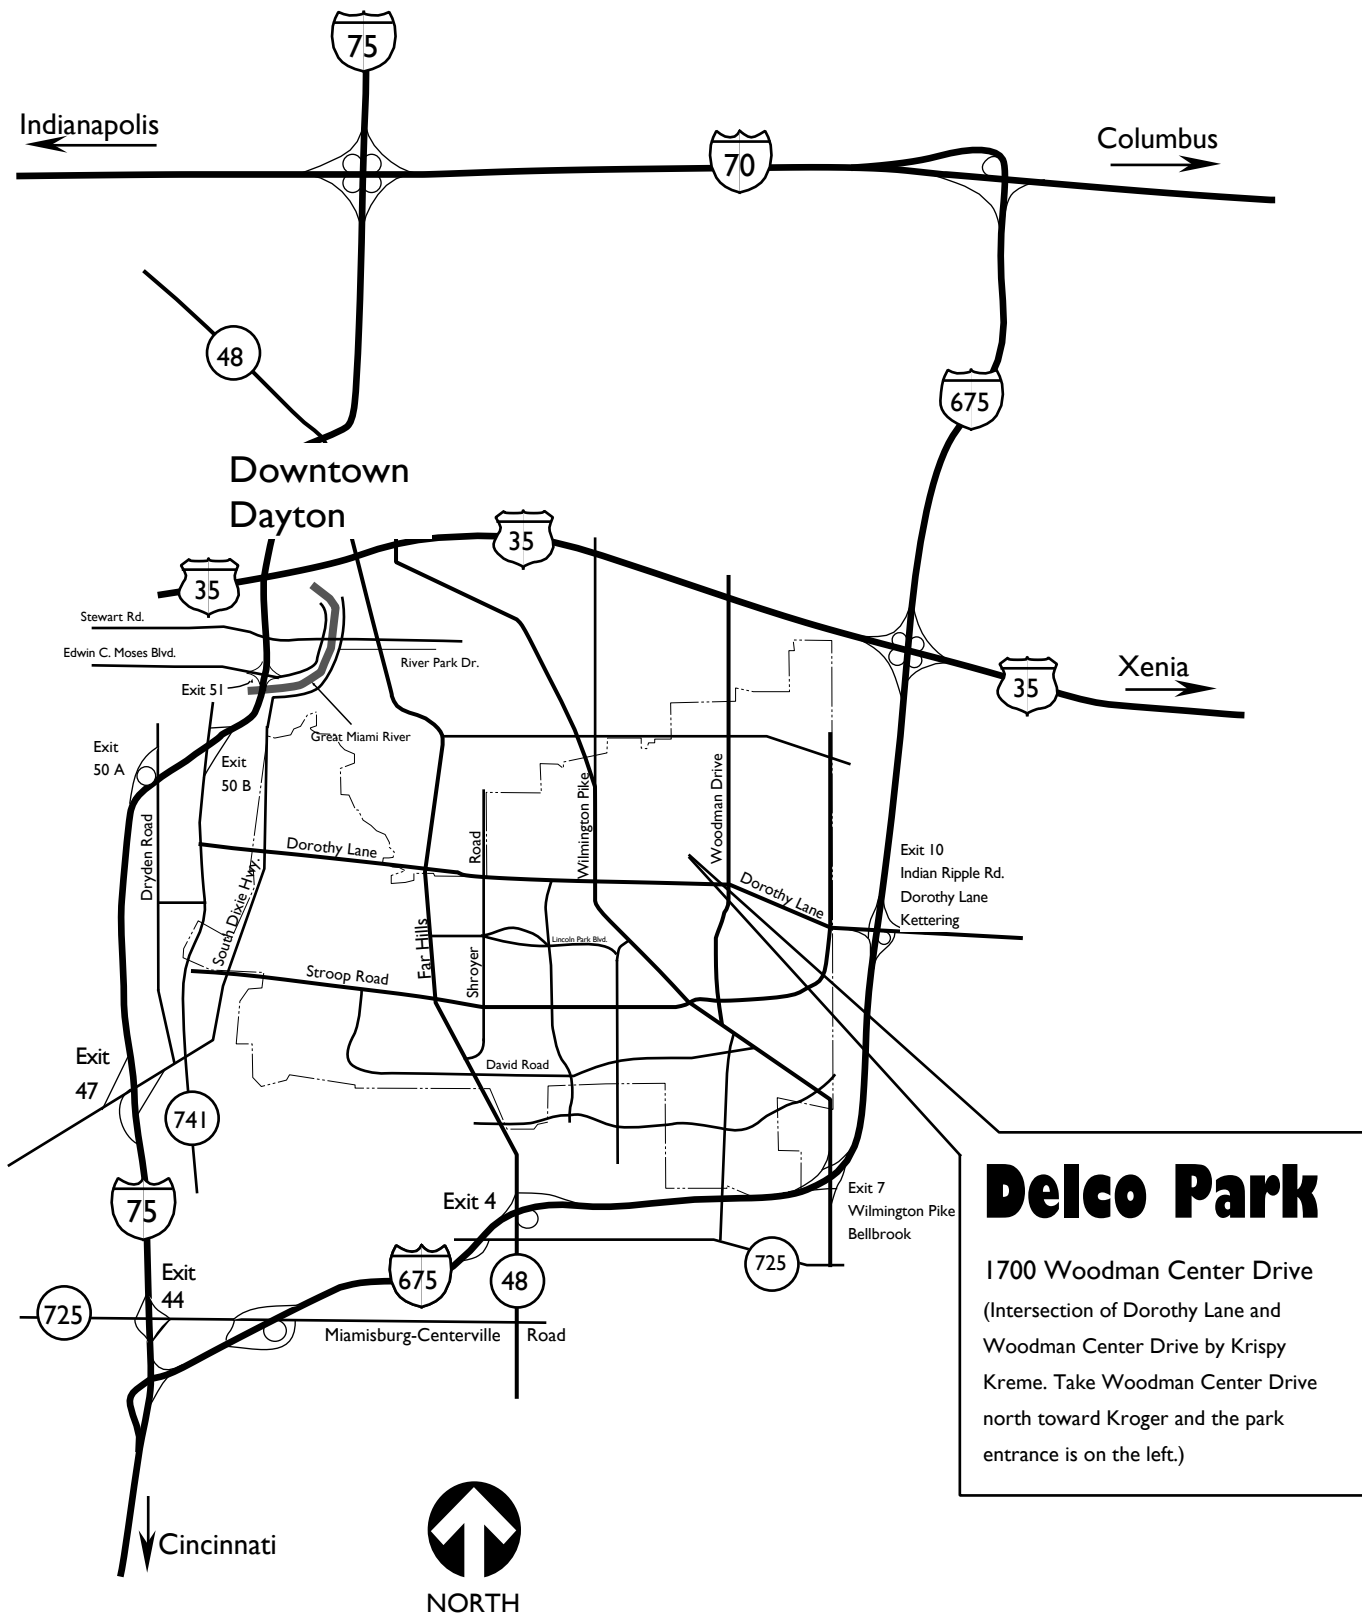 75
Indianapolis
Columbus
70
48
675
Downtown
Dayton
35
35
Stewart Rd.
Edwin C. Moses Blvd.
River Park Dr.
Xenia
35
Exit 51
Great Miami River
Exit
50 A
Exit
50 B
Dryden Road
South Dixie Hwy.
Dorothy Lane
Far Hills
Road
Shroyer
Wilmington Pike
Woodman Drive
Dorothy Lane
Lincoln Park Blvd.
Exit 10
Indian Ripple Rd.
Dorothy Lane
Kettering
Stroop Road
David Road
Exit
47
741
75
Exit 4
Exit 7
Wilmington Pike
Bellbrook
725
675
48
Exit
44
725
Miamisburg-Centerville Road
Delco Park
1700 Woodman Center Drive
(Intersection of Dorothy Lane and
Woodman Center Drive by Krispy
Kreme. Take Woodman Center Drive
north toward Kroger and the park
entrance is on the left.)
Cincinnati
NORTH